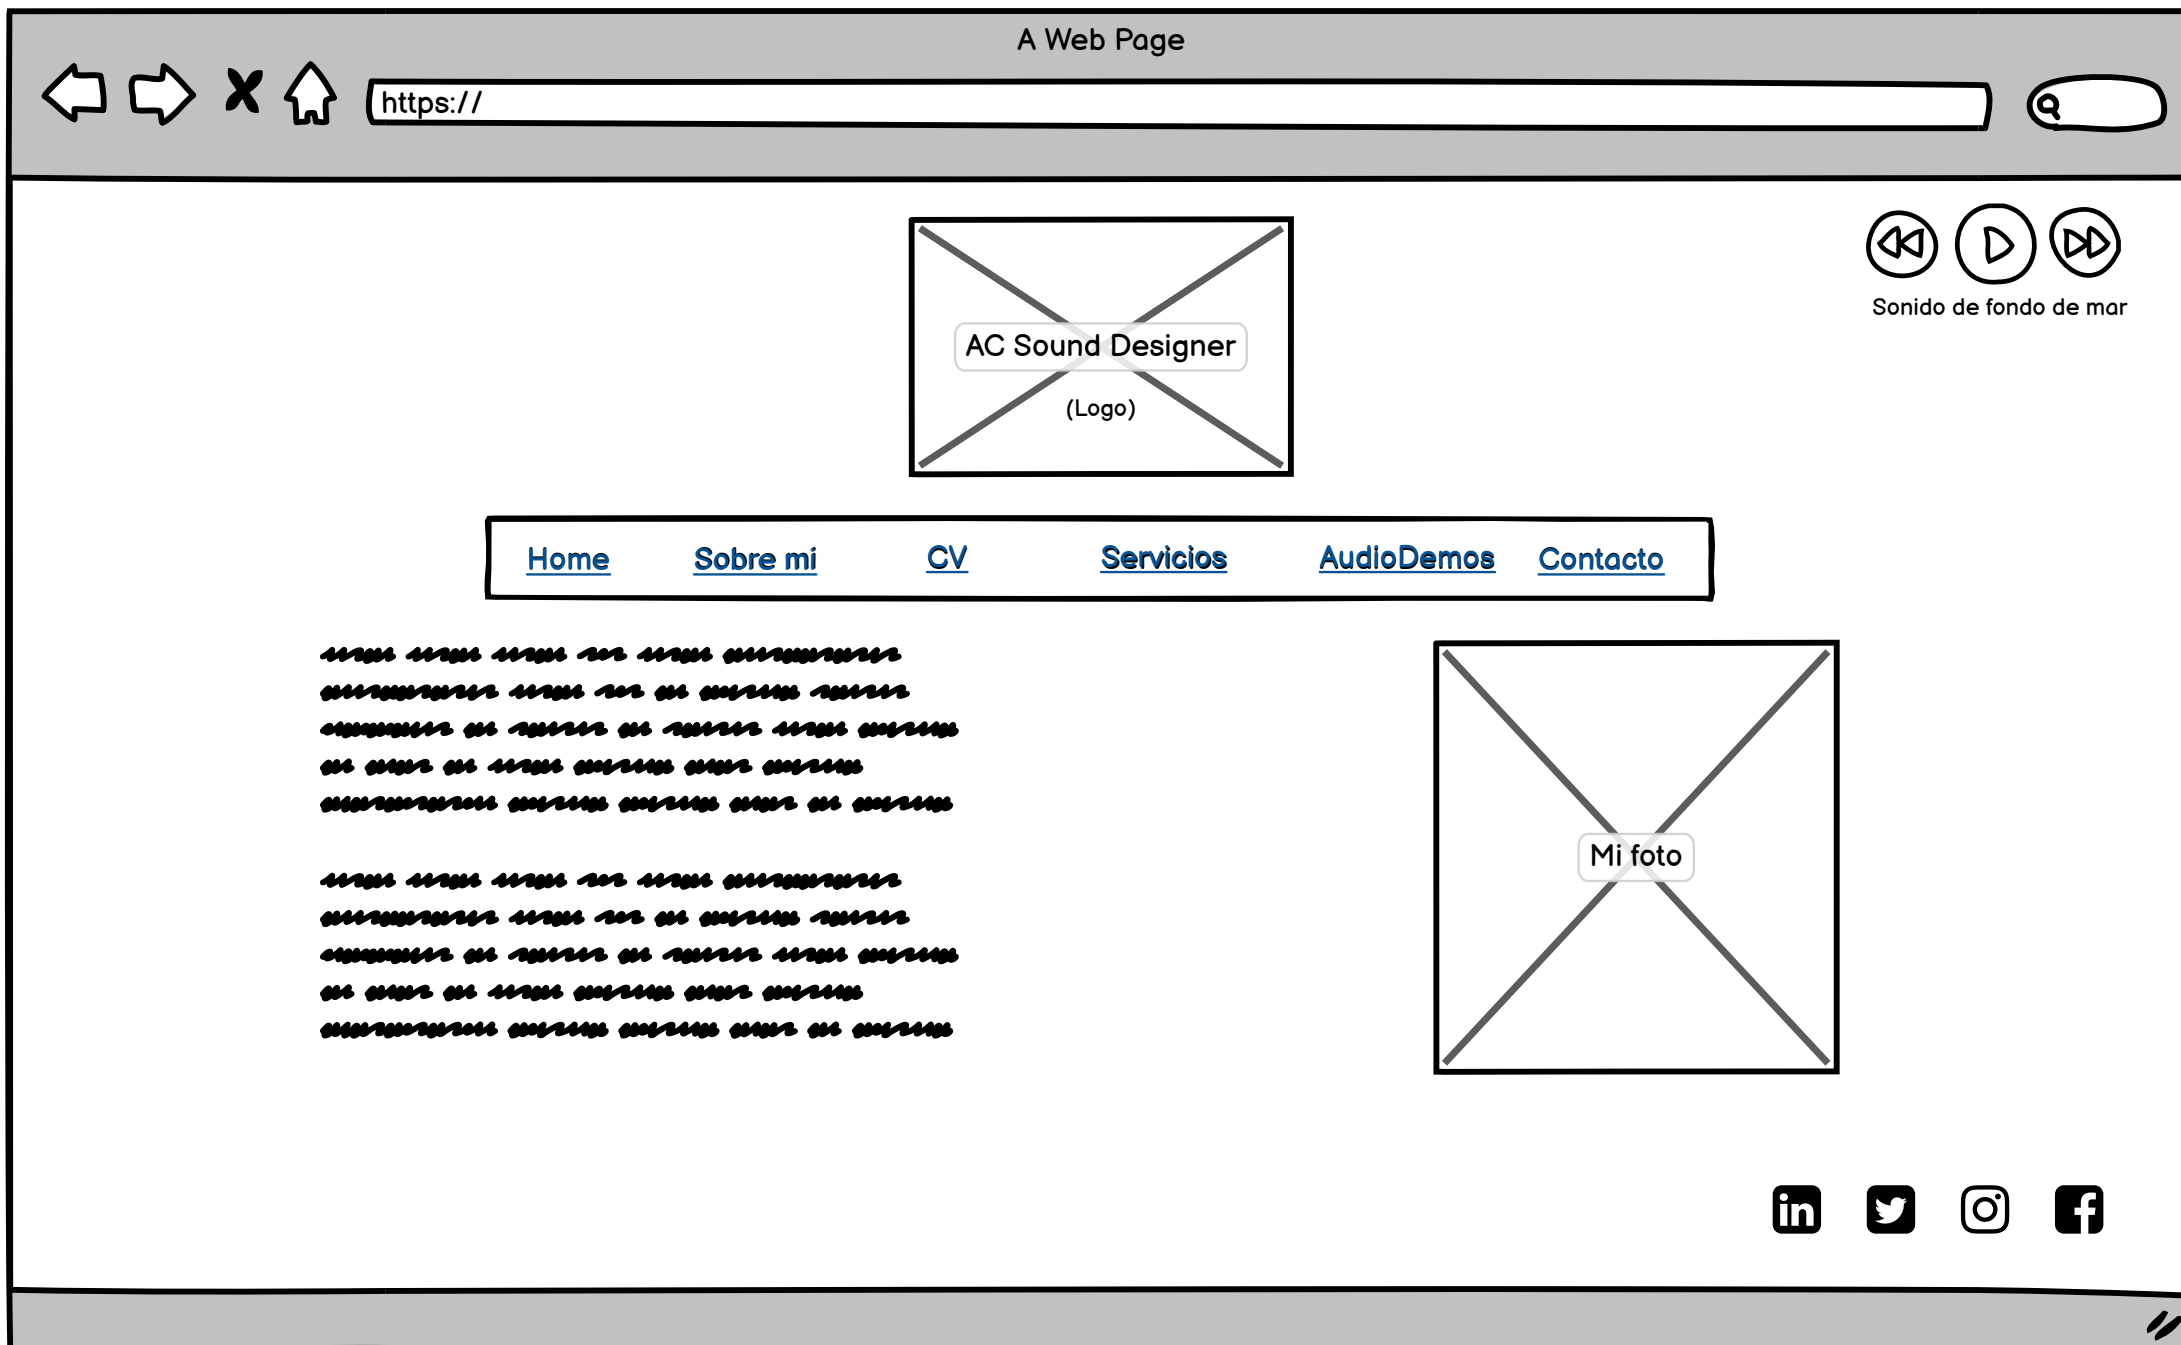 A Web Page
https://
Sonido de fondo de mar
AC Sound Designer
(Logo)
Home Sobre mi CV Servicios AudioDemos Contacto
Mi foto